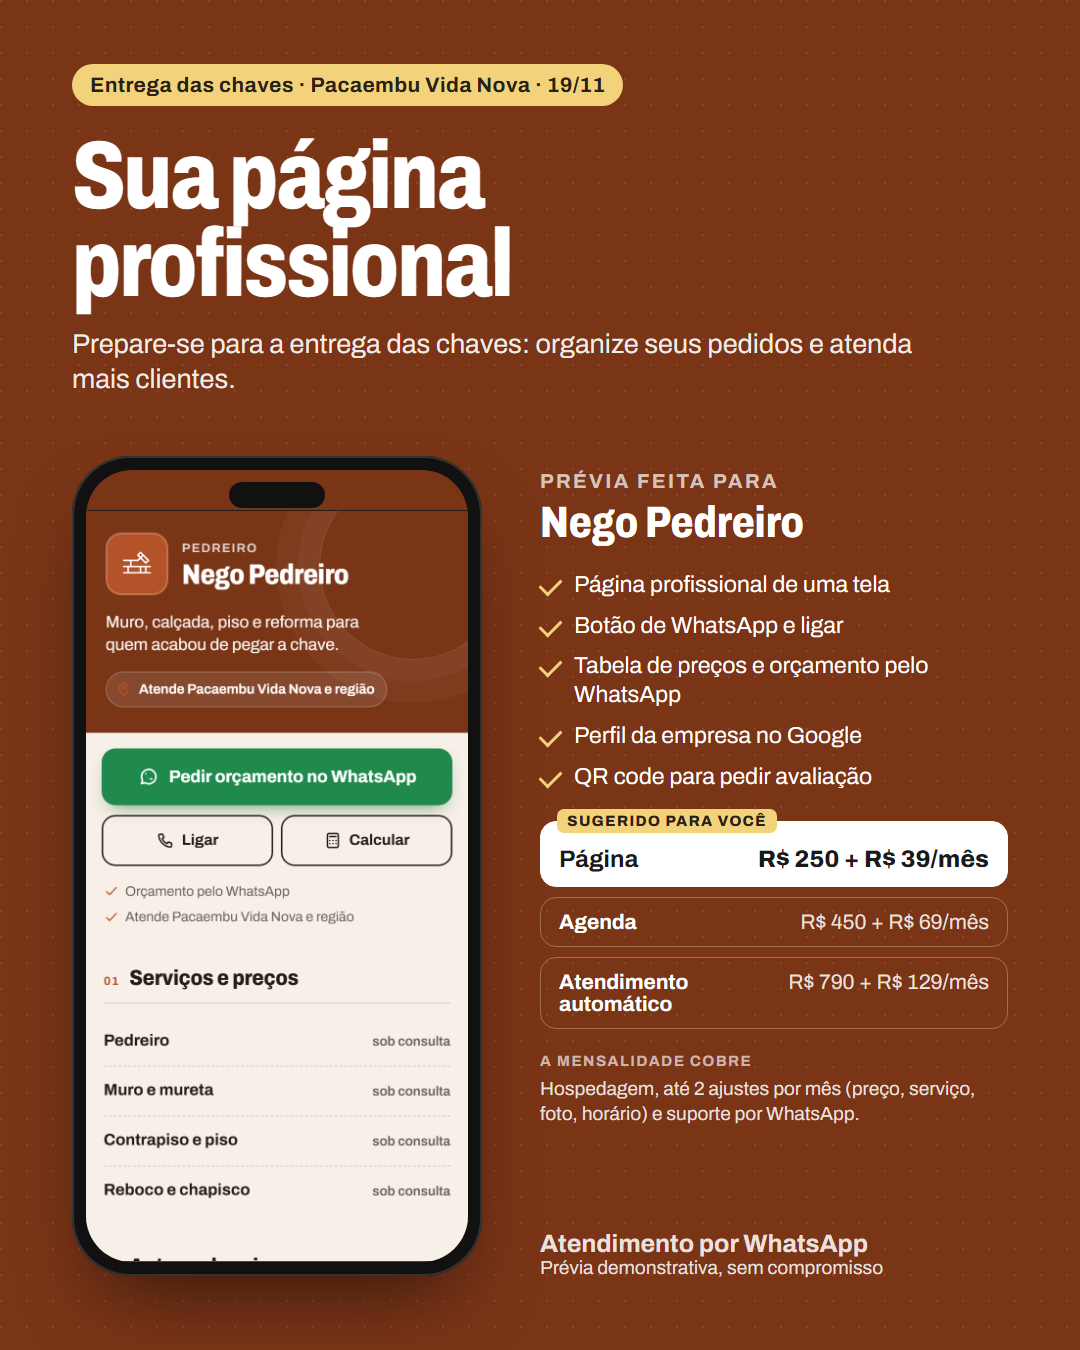 Entrega das chaves · Pacaembu Vida Nova · 19/11
Sua página
profissional
Prepare-se para a entrega das chaves: organize seus pedidos e atenda
mais clientes.
PEDREIRO
Nego Pedreiro
Muro, calçada, piso e reforma para
quem acabou de pegar a chave.
Atende Pacaembu Vida Nova e região
Pedir orçamento no WhatsApp
Ligar
Calcular
Orçamento pelo WhatsApp
Atende Pacaembu Vida Nova e região
01 Serviços e preços
Pedreiro sob consulta
Muro e mureta sob consulta
Contrapiso e piso sob consulta
Reboco e chapisco sob consulta
PRÉVIA FEITA PARA
Nego Pedreiro
Página profissional de uma tela
Botão de WhatsApp e ligar
Tabela de preços e orçamento pelo
WhatsApp
Perfil da empresa no Google
QR code para pedir avaliação
SUGERIDO PARA VOCÊ
Página R$ 250 + R$ 39/mês
Agenda R$ 450 + R$ 69/mês
Atendimento R$ 790 + R$ 129/mês
automático
A MENSALIDADE COBRE
Hospedagem, até 2 ajustes por mês (preço, serviço,
foto, horário) e suporte por WhatsApp.
Atendimento por WhatsApp
Prévia demonstrativa, sem compromisso